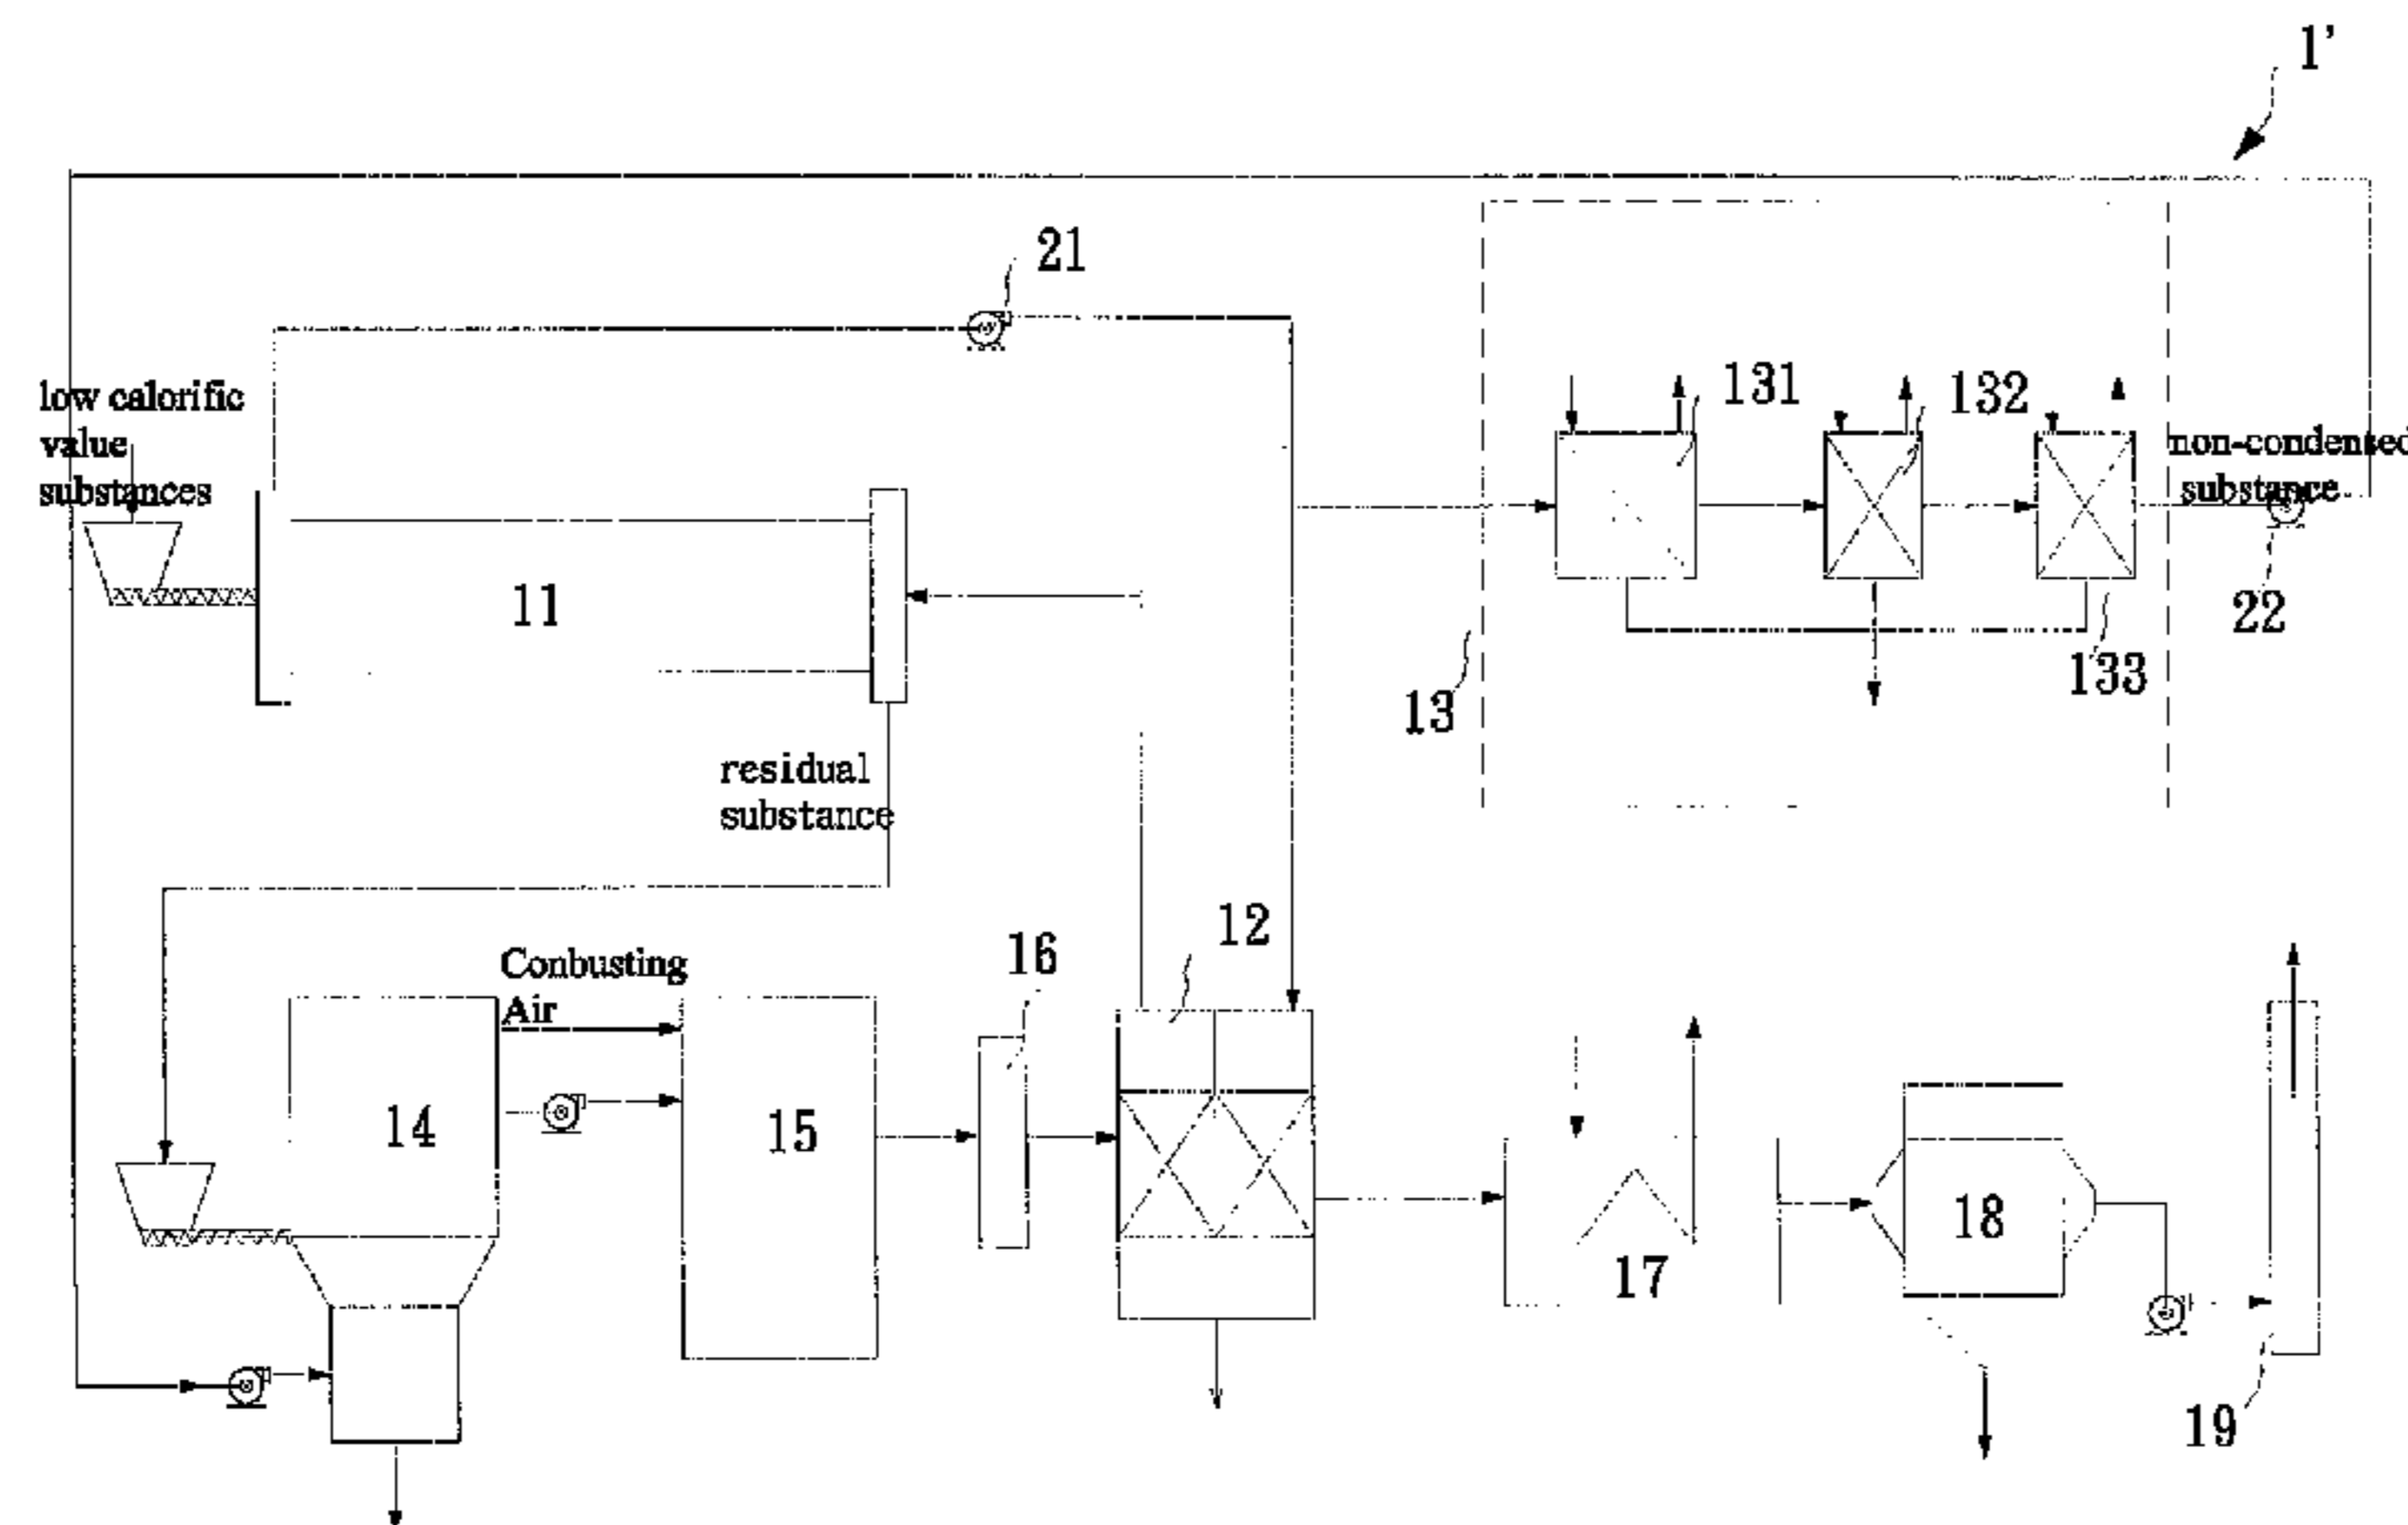 1'
21
low calorific
value
substances
131
132
non-condensed
substance
11
22
133
13
residual
substance
12
16
Conbusting
Air
14
15
18
17
19